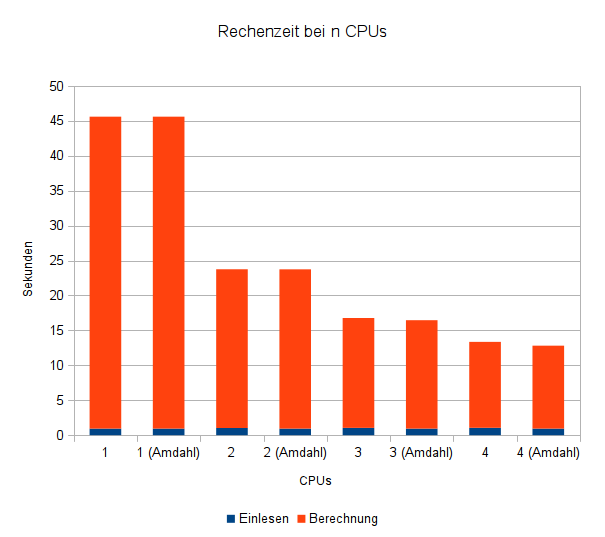 Rechenzeit bei n CPUs
50
45
40
35
30
25
20
15
10
5
0
Sekunden
1 1 (Amdahl) 2 2 (Amdahl) 3 3 (Amdahl) 4 4 (Amdahl)
CPUs
Einlesen Berechnung